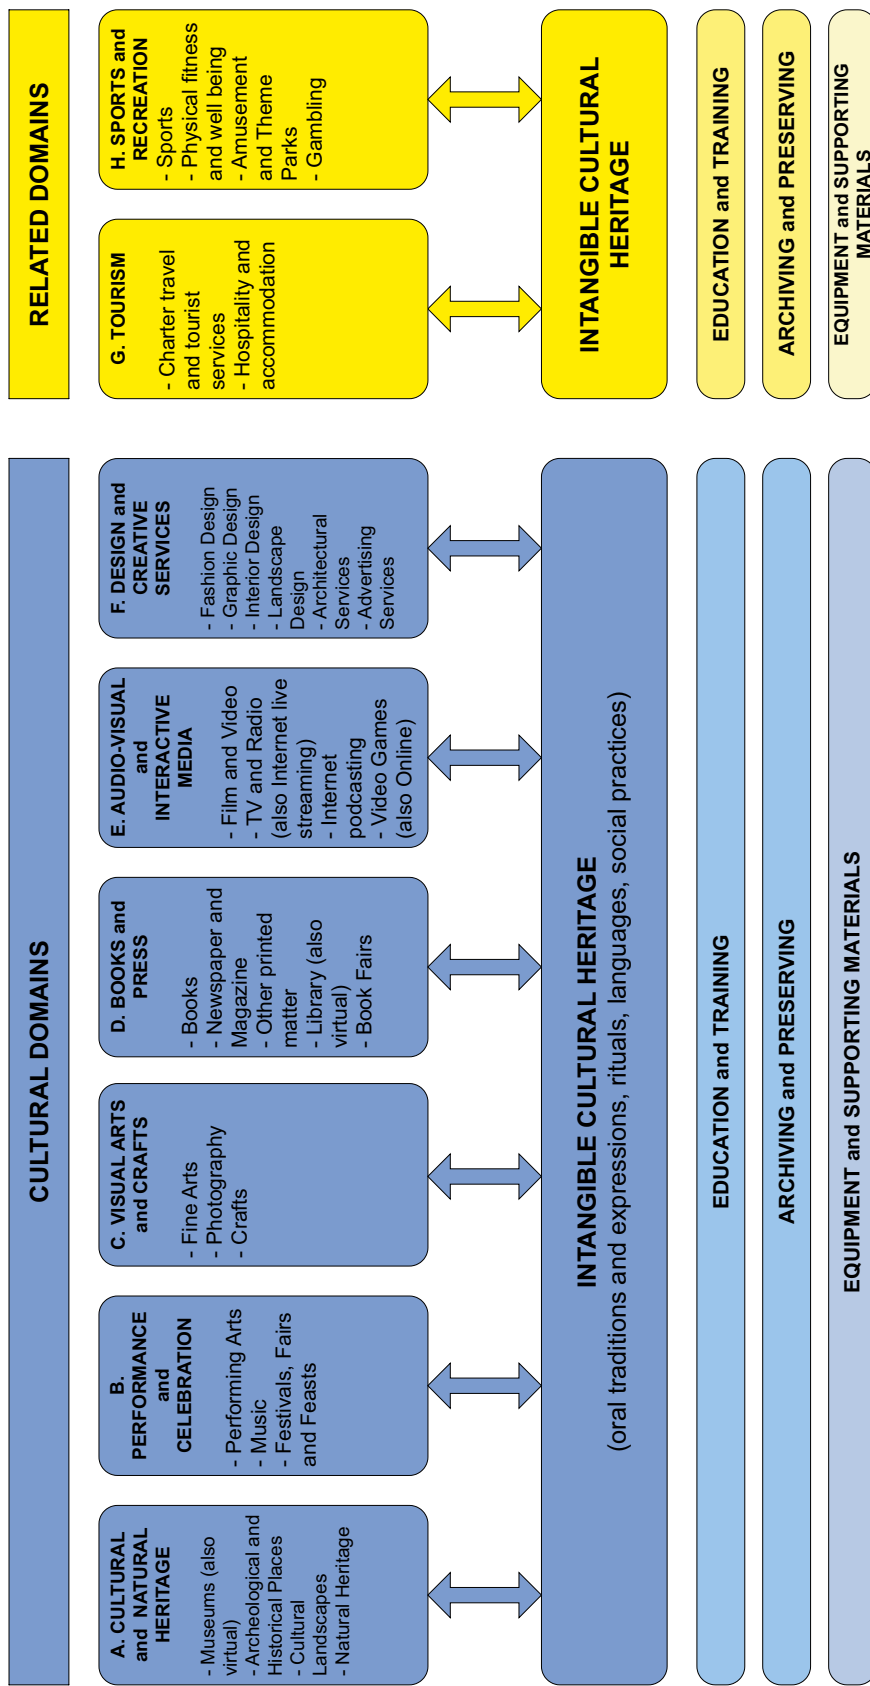 CULTURAL DOMAINS
RELATED DOMAINS
A. CULTURAL
and  NATURAL
HERITAGE
- Museums (also
virtual)
- Archeological and
Historical Places
- Cultural
Landscapes
- Natural Heritage
B.
PERFORMANCE
and
CELEBRATION
- Performing Arts
- Music
- Festivals, Fairs
and Feasts
C. VISUAL ARTS
and CRAFTS
- Fine Arts
- Photography
- Crafts
D. BOOKS and
PRESS
- Books
- Newspaper and
Magazine
- Other printed
matter
- Library (also
virtual)
- Book Fairs
E. AUDIO-VISUAL
and
INTERACTIVE
MEDIA
- Film and Video
- TV and Radio
(also Internet live
streaming)
- Internet
podcasting
- Video Games
(also Online)
F. DESIGN and
CREATIVE
SERVICES
- Fashion Design
- Graphic Design
- Interior Design
- Landscape
Design
- Architectural
Services
- Advertising
Services
G. TOURISM
- Charter travel
and tourist
services
- Hospitality and
accommodation
H. SPORTS and
RECREATION
- Sports
- Physical fitness
and well being
- Amusement
and Theme
Parks
- Gambling
INTANGIBLE CULTURAL HERITAGE
(oral traditions and expressions, rituals, languages, social practices)
INTANGIBLE CULTURAL
HERITAGE
EDUCATION and TRAINING
EDUCATION and TRAINING
ARCHIVING and PRESERVING
ARCHIVING and PRESERVING
EQUIPMENT and SUPPORTING MATERIALS
EQUIPMENT and SUPPORTING
MATERIALS